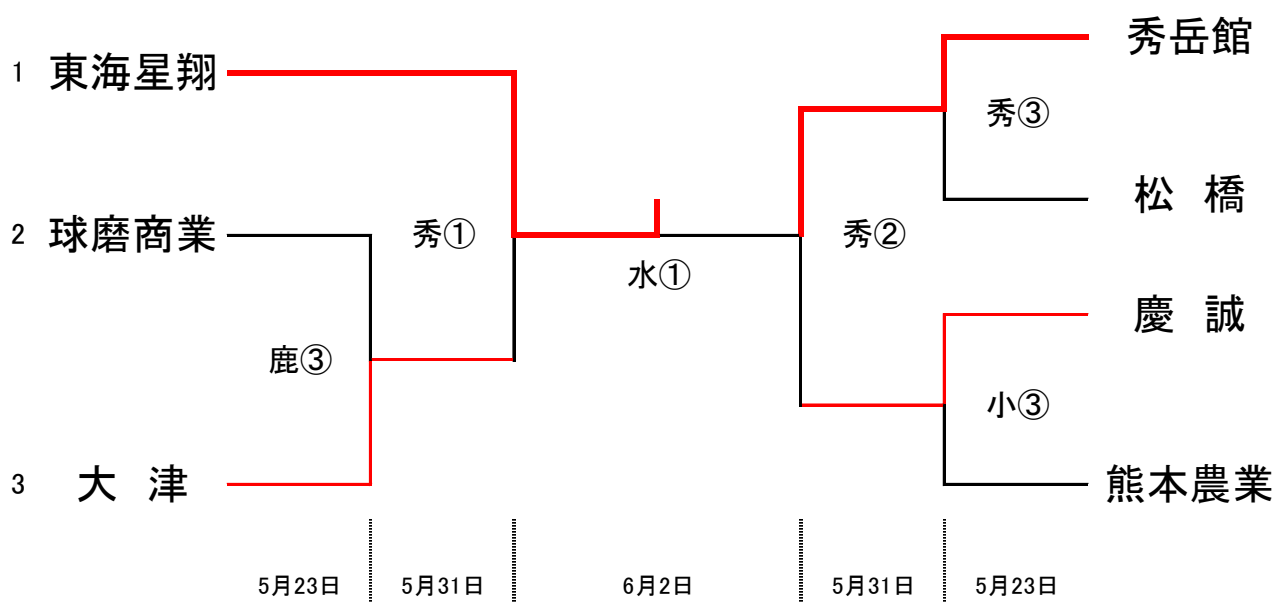 1 東海星翔
2 球磨商業
3 大 津
秀①
鹿③
水①
秀②
秀③
小③
秀岳館
松 橋
慶 誠
熊本農業
5月23日 5月31日 6月2日 5月31日 5月23日